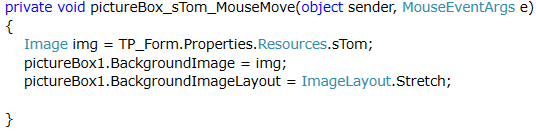 private void pictureBox_sTom_MouseMove(object sender, MouseEventArgs e)
{
Image img = TP_Form.Properties.Resources.sTom;
pictureBox1.BackgroundImage = img;
pictureBox1.BackgroundImageLayout = ImageLayout.Stretch;
}